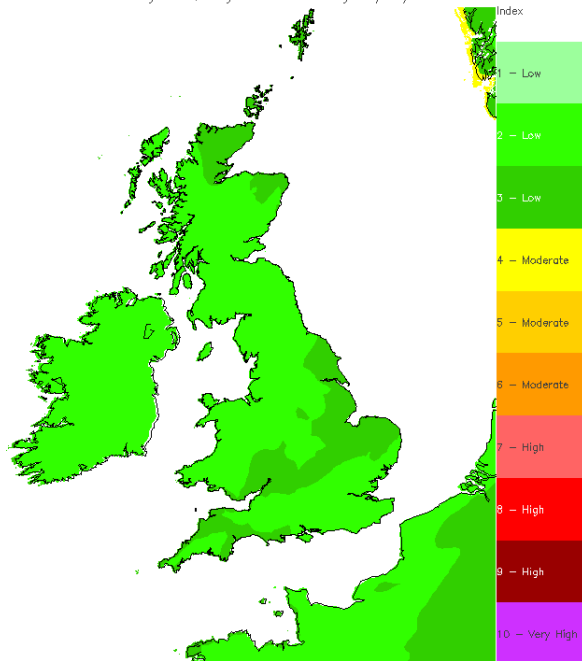 Index
1 - Low
2 - Low
3 - Low
4 - Moderate
5 - Moderate
6 - Moderate
7 - High
8 - High
9 - High
10 - Very High